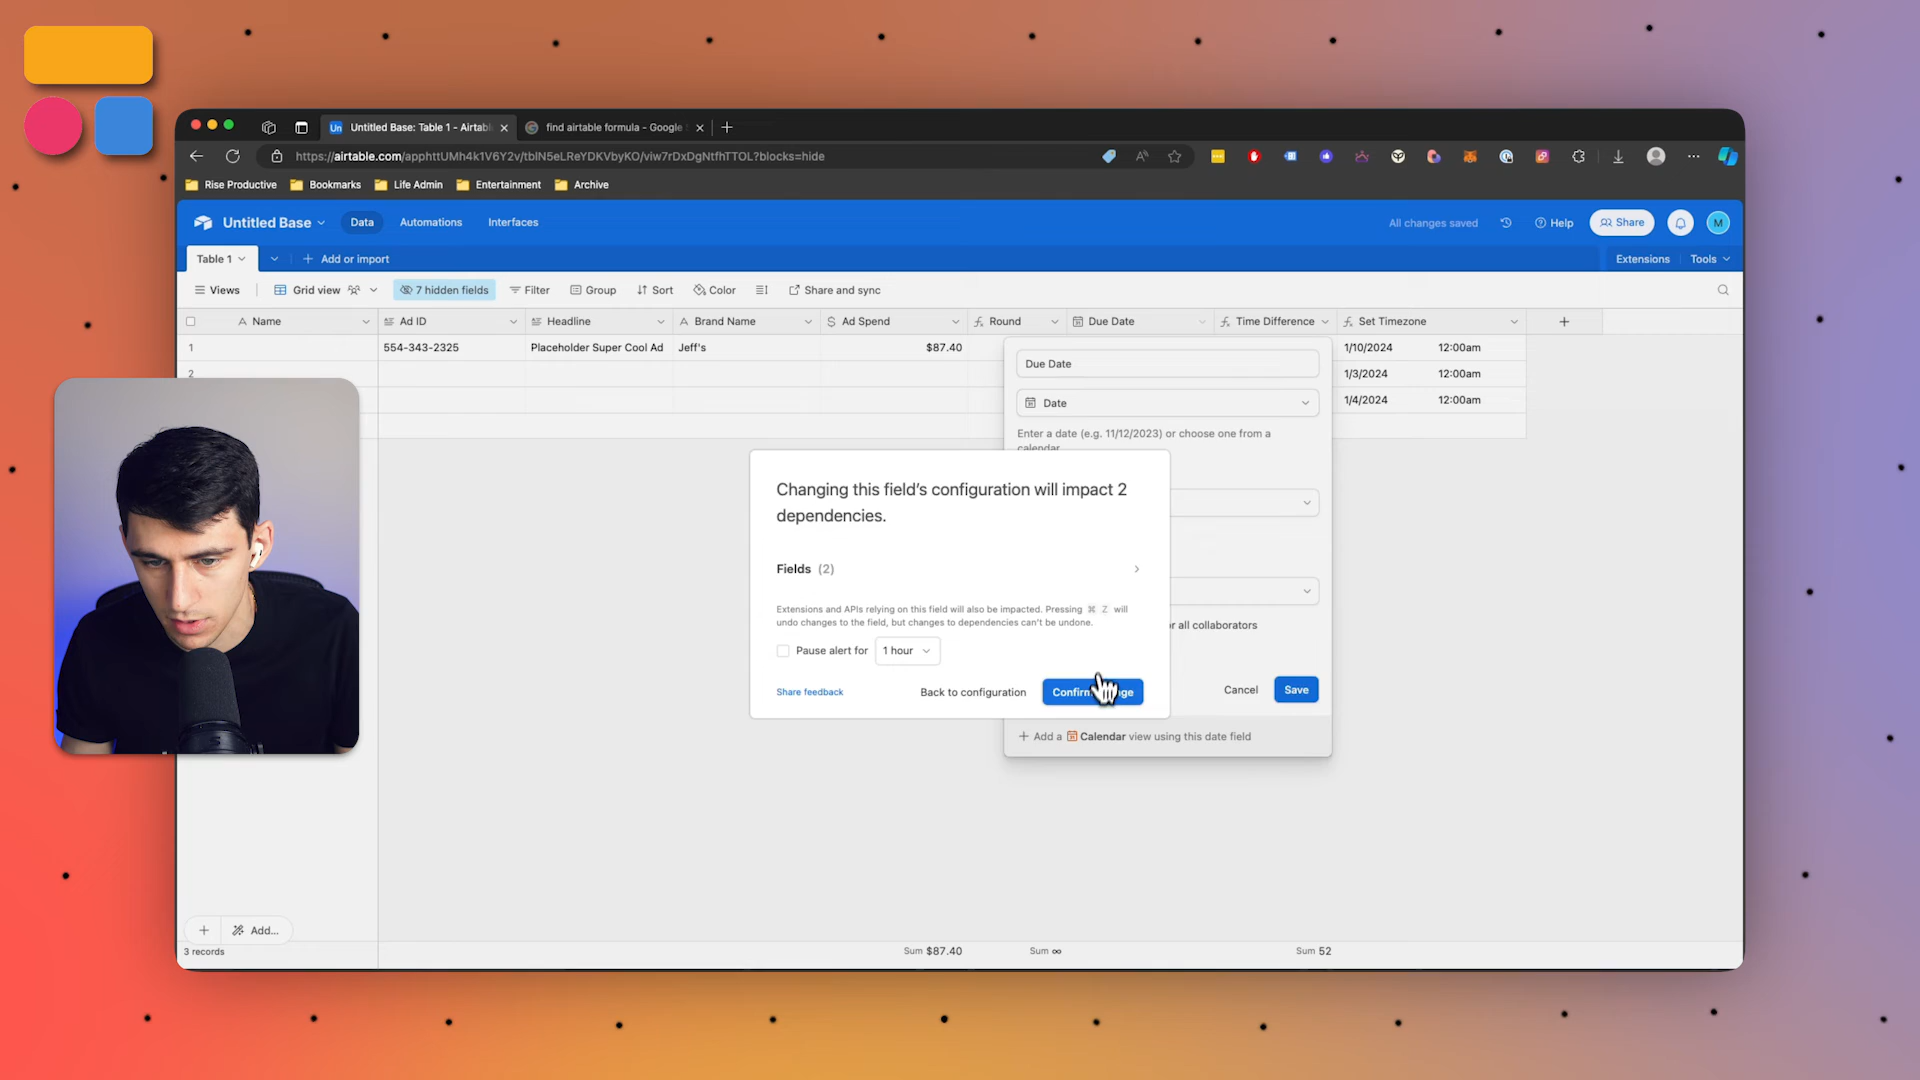 Un Untitled Base: Table 1 - Airtabl
find airtable formula - Google
https://airtable.com/apphttUMh4k1V6Y2v/tblN5eLReYDKVbyKO/viw7rDxDgNtfhTTOL?blocks=hide
Rise Productive
Bookmarks
Life Admin
Entertainment
Archive
Untitled Base
Data
Automations
Interfaces
All changes saved
Help
Share
M
Table 1
Add or import
Extensions
Tools
Views
Grid view
7 hidden fields
Filter
Group
Sort
Color
Share and sync
Name
Ad ID
Headline
Brand Name
Ad Spend
Round
Due Date
Time Difference
Set Timezone
1
554-343-2325
Placeholder Super Cool Ad
Jeff's
$87.40
1/10/2024 12:00am
2
1/3/2024 12:00am
1/4/2024 12:00am
Due Date
Date
Enter a date (e.g. 11/12/2023) or choose one from a
calendar.
Changing this field's configuration will impact 2
dependencies.
Fields (2)
Extensions and APIs relying on this field will also be impacted. Pressing ⌘ Z will
undo changes to the field, but changes to dependencies can't be undone.
Pause alert for
1 hour
Share feedback
Back to configuration
or all collaborators
Cancel
Save
Add a Calendar view using this date field
Add...
3 records
Sum $87.40
Sum ∞
Sum 52